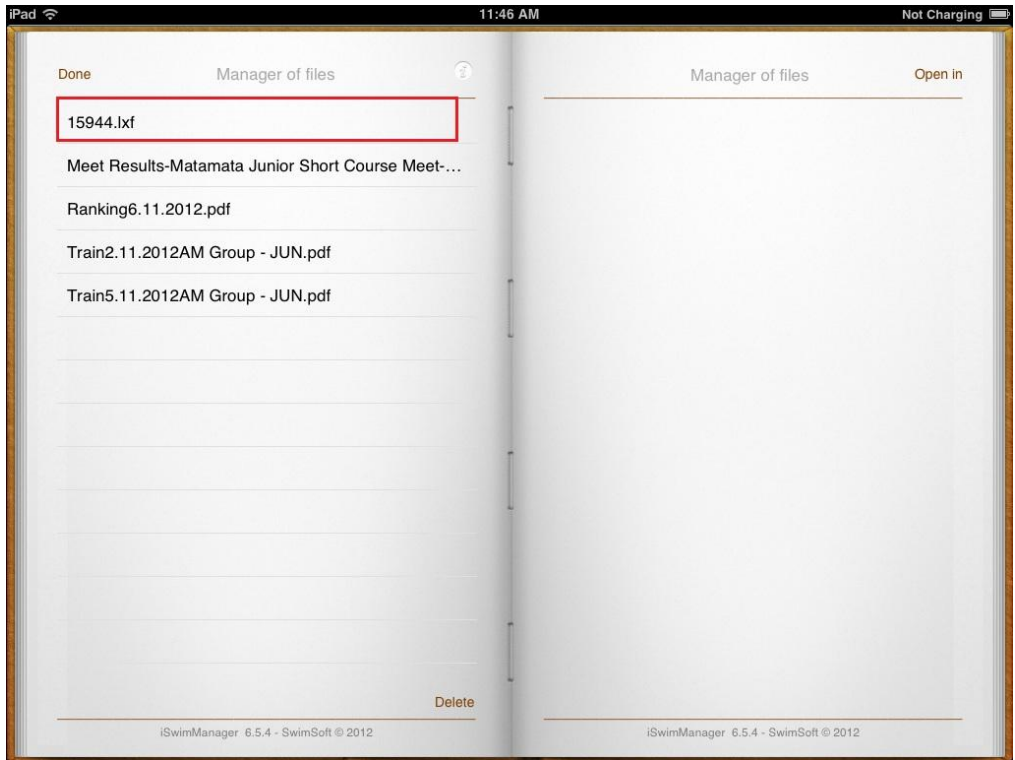 iPad 11:46 AM Not Charging
Done Manager of files
15944.lxf
Meet Results-Matamata Junior Short Course Meet-...
Ranking6.11.2012.pdf
Train2.11.2012AM Group - JUN.pdf
Train5.11.2012AM Group - JUN.pdf
Delete
iSwimManager 6.5.4 - SwimSoft © 2012
Manager of files Open in
iSwimManager 6.5.4 - SwimSoft © 2012